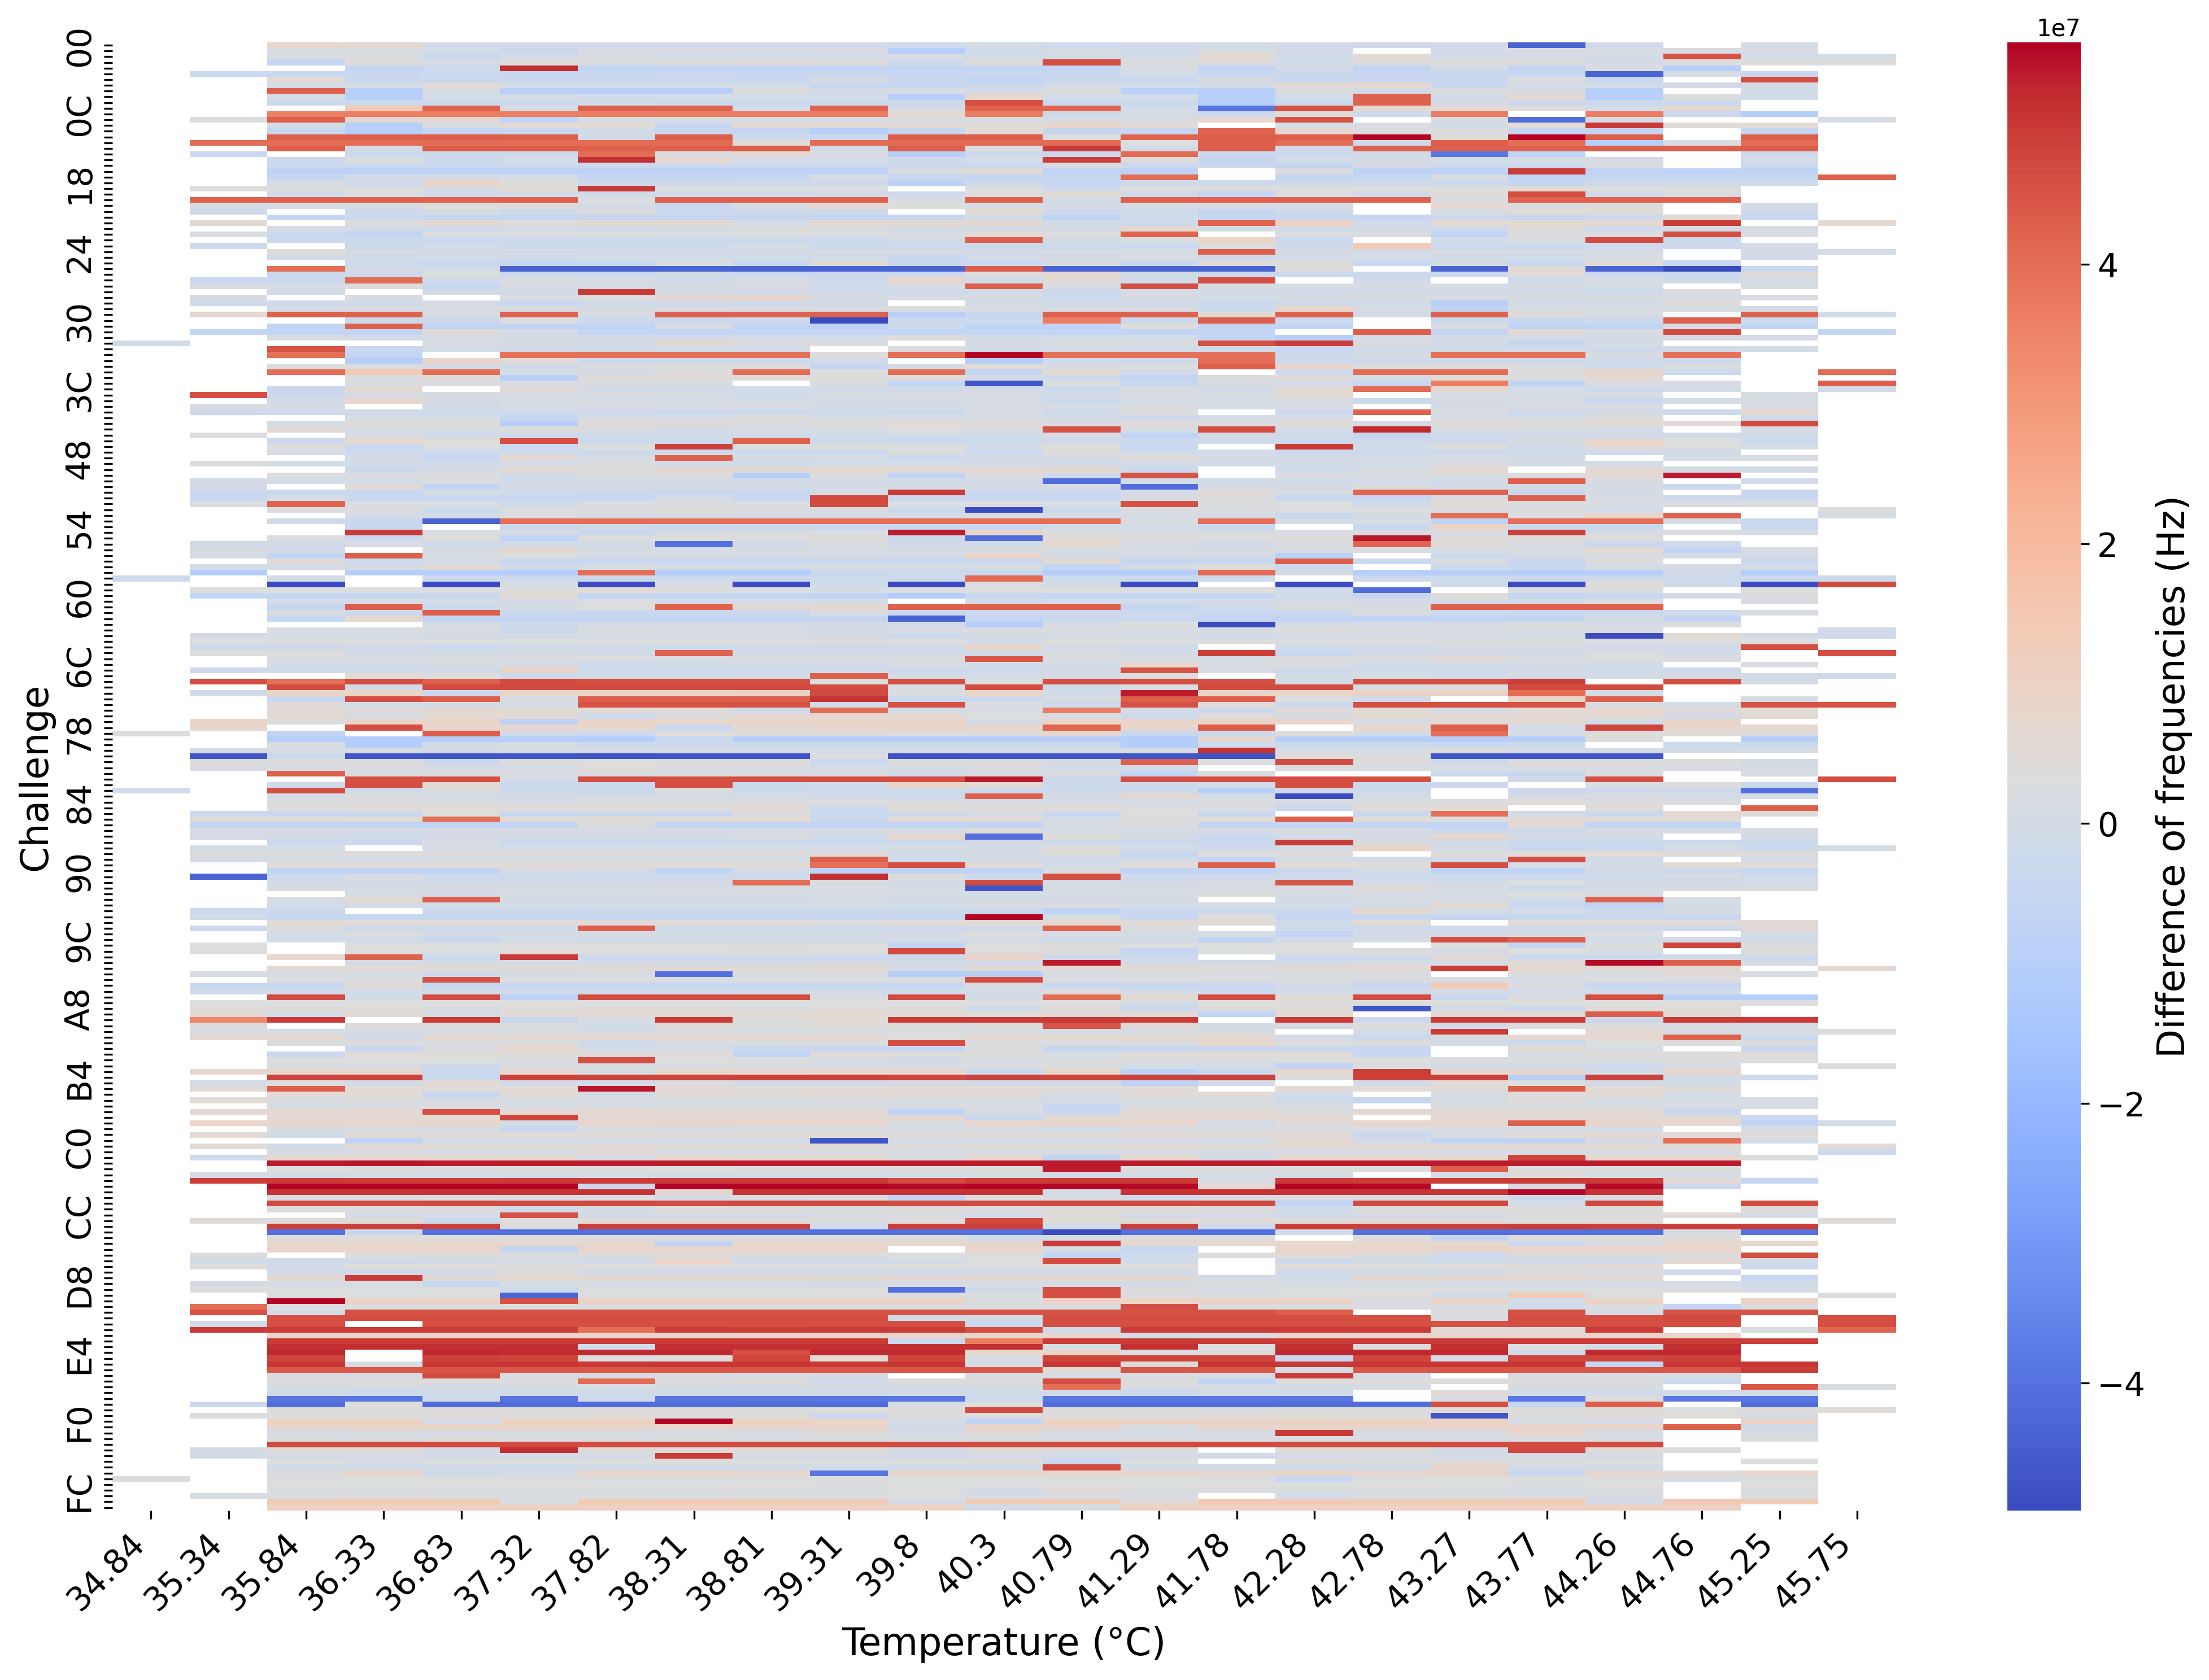 1e7
00
0C
18
24
30
3C
48
54
60
6C
78
84
90
9C
A8
B4
C0
CC
D8
E4
F0
FC
Challenge
34.84
35.34
35.84
36.33
36.83
37.32
37.82
38.31
38.81
39.31
39.8
40.3
40.79
41.29
41.78
42.28
42.78
43.27
43.77
44.26
44.76
45.25
45.75
Temperature (°C)
4
2
0
−2
−4
Difference of frequencies (Hz)